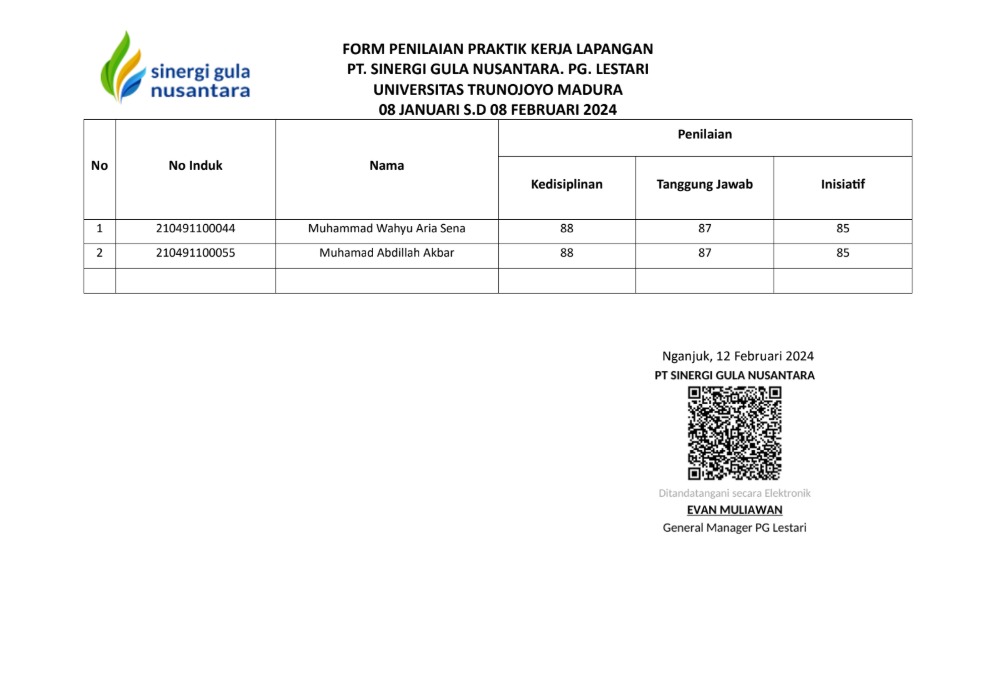 sinergi gula
nusantara
FORM PENILAIAN PRAKTIK KERJA LAPANGAN
PT. SINERGI GULA NUSANTARA. PG. LESTARI
UNIVERSITAS TRUNOJOYO MADURA
08 JANUARI S.D 08 FEBRUARI 2024
No No Induk Nama Penilaian
Kedisiplinan Tanggung Jawab Inisiatif
1 210491100044 Muhammad Wahyu Aria Sena 88 87 85
2 210491100055 Muhamad Abdillah Akbar 88 87 85
Nganjuk, 12 Februari 2024
PT SINERGI GULA NUSANTARA
Ditandatangani secara Elektronik
EVAN MULIAWAN
General Manager PG Lestari